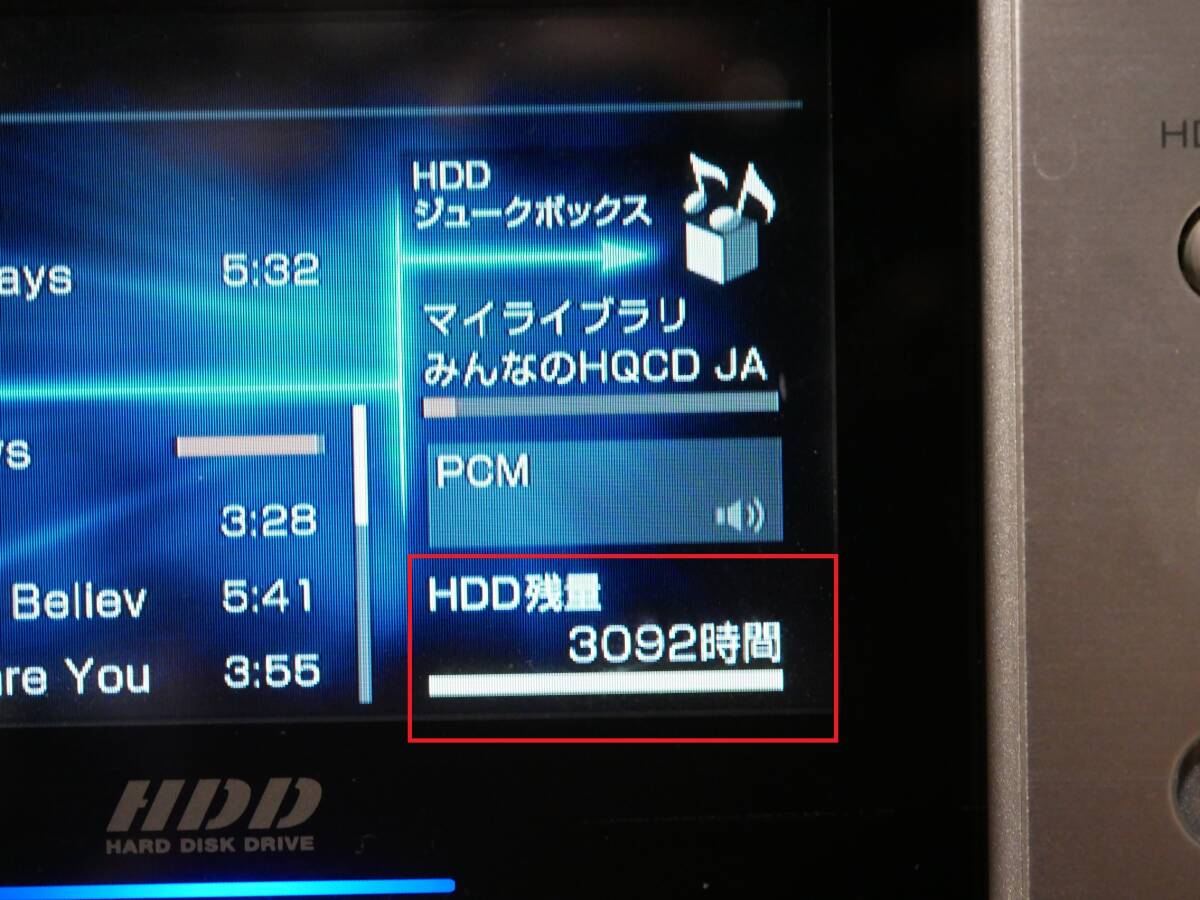 HDD
ジュークボックス
ays 5:32
マイライブラリ
みんなのHQCD JA
ys
PCM
3:28
Believ 5:41
re You 3:55
HDD残量
3092時間
HDD
HARD DISK DRIVE
HD